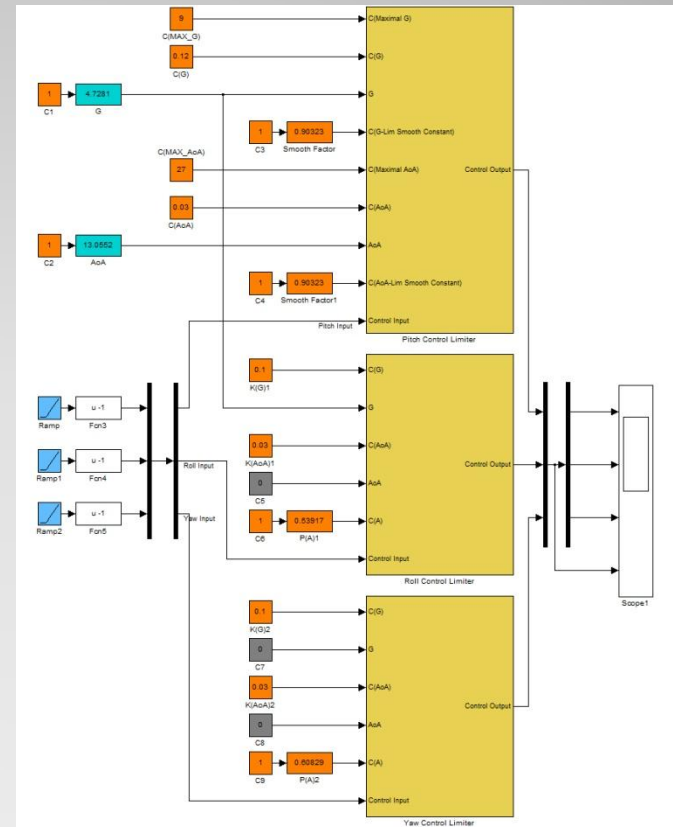 9
C(MAX_G)
C(Maximal G)
0.12
C(G)
C(G)
1
C1
4.7281
G
G
1
C3
0.90323
Smooth Factor
C(G-Lim Smooth Constant)
C(MAX_AoA)
27
C(Maximal AoA)
Control Output
0.03
C(AoA)
C(AoA)
1
C2
13.0552
AoA
AoA
1
C4
0.90323
Smooth Factor1
C(AoA-Lim Smooth Constant)
Pitch Input
Control Input
Pitch Control Limiter
0.1
K(G)1
C(G)
Ramp
u -1
Fcn3
G
0.03
K(AoA)1
C(AoA)
Ramp1
u -1
Fcn4
Roll Input
Control Output
0
C5
AoA
Ramp2
u -1
Fcn5
Yaw Input
1
C6
0.53917
P(A)1
C(A)
Control Input
Roll Control Limiter
Scope1
0.1
K(G)2
C(G)
0
C7
G
0.03
K(AoA)2
C(AoA)
Control Output
0
C8
AoA
1
C9
0.60829
P(A)2
C(A)
Control Input
Yaw Control Limiter